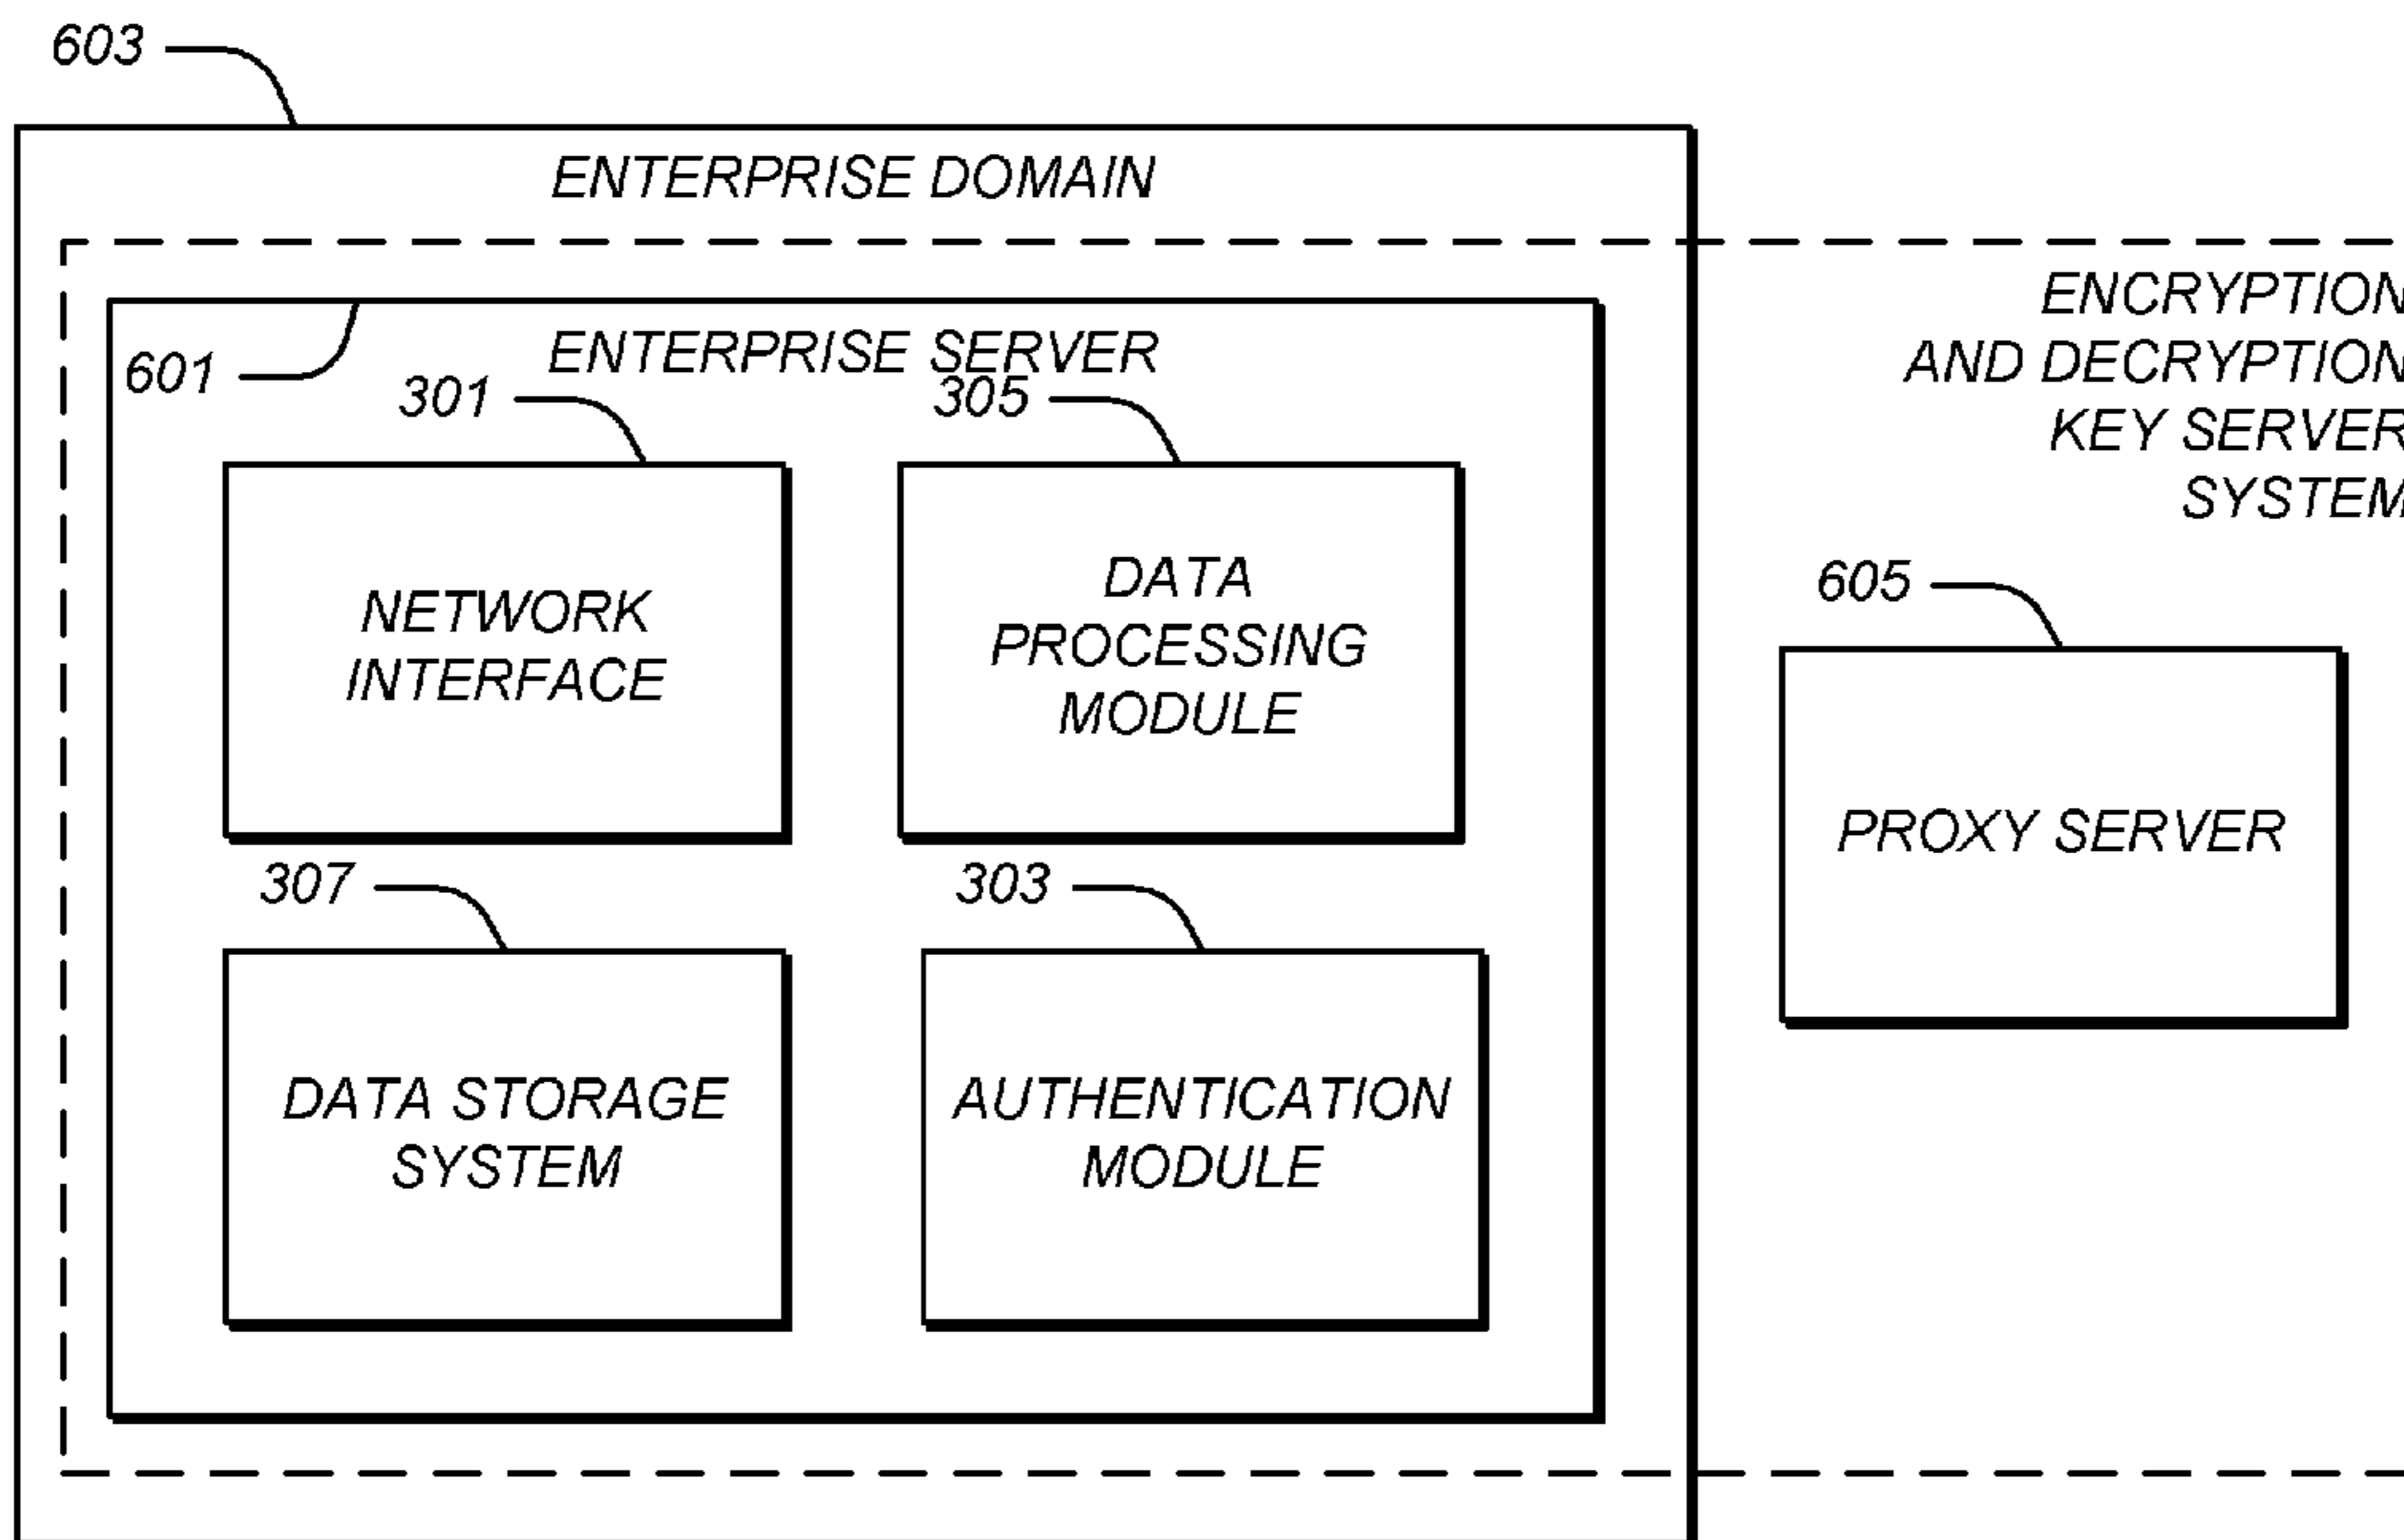 603
ENTERPRISE DOMAIN
ENCRYPTION
AND DECRYPTION
KEY SERVER
SYSTEM
601
ENTERPRISE SERVER
301
305
NETWORK
INTERFACE
DATA
PROCESSING
MODULE
605
PROXY SERVER
307
303
DATA STORAGE
SYSTEM
AUTHENTICATION
MODULE